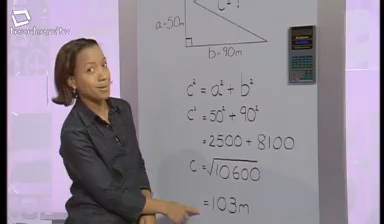 C = ?
a = 50m
b = 90m
c² = a² + b²
c² = 50² + 90²
= 2500 + 8100
c = √10600
= 103m